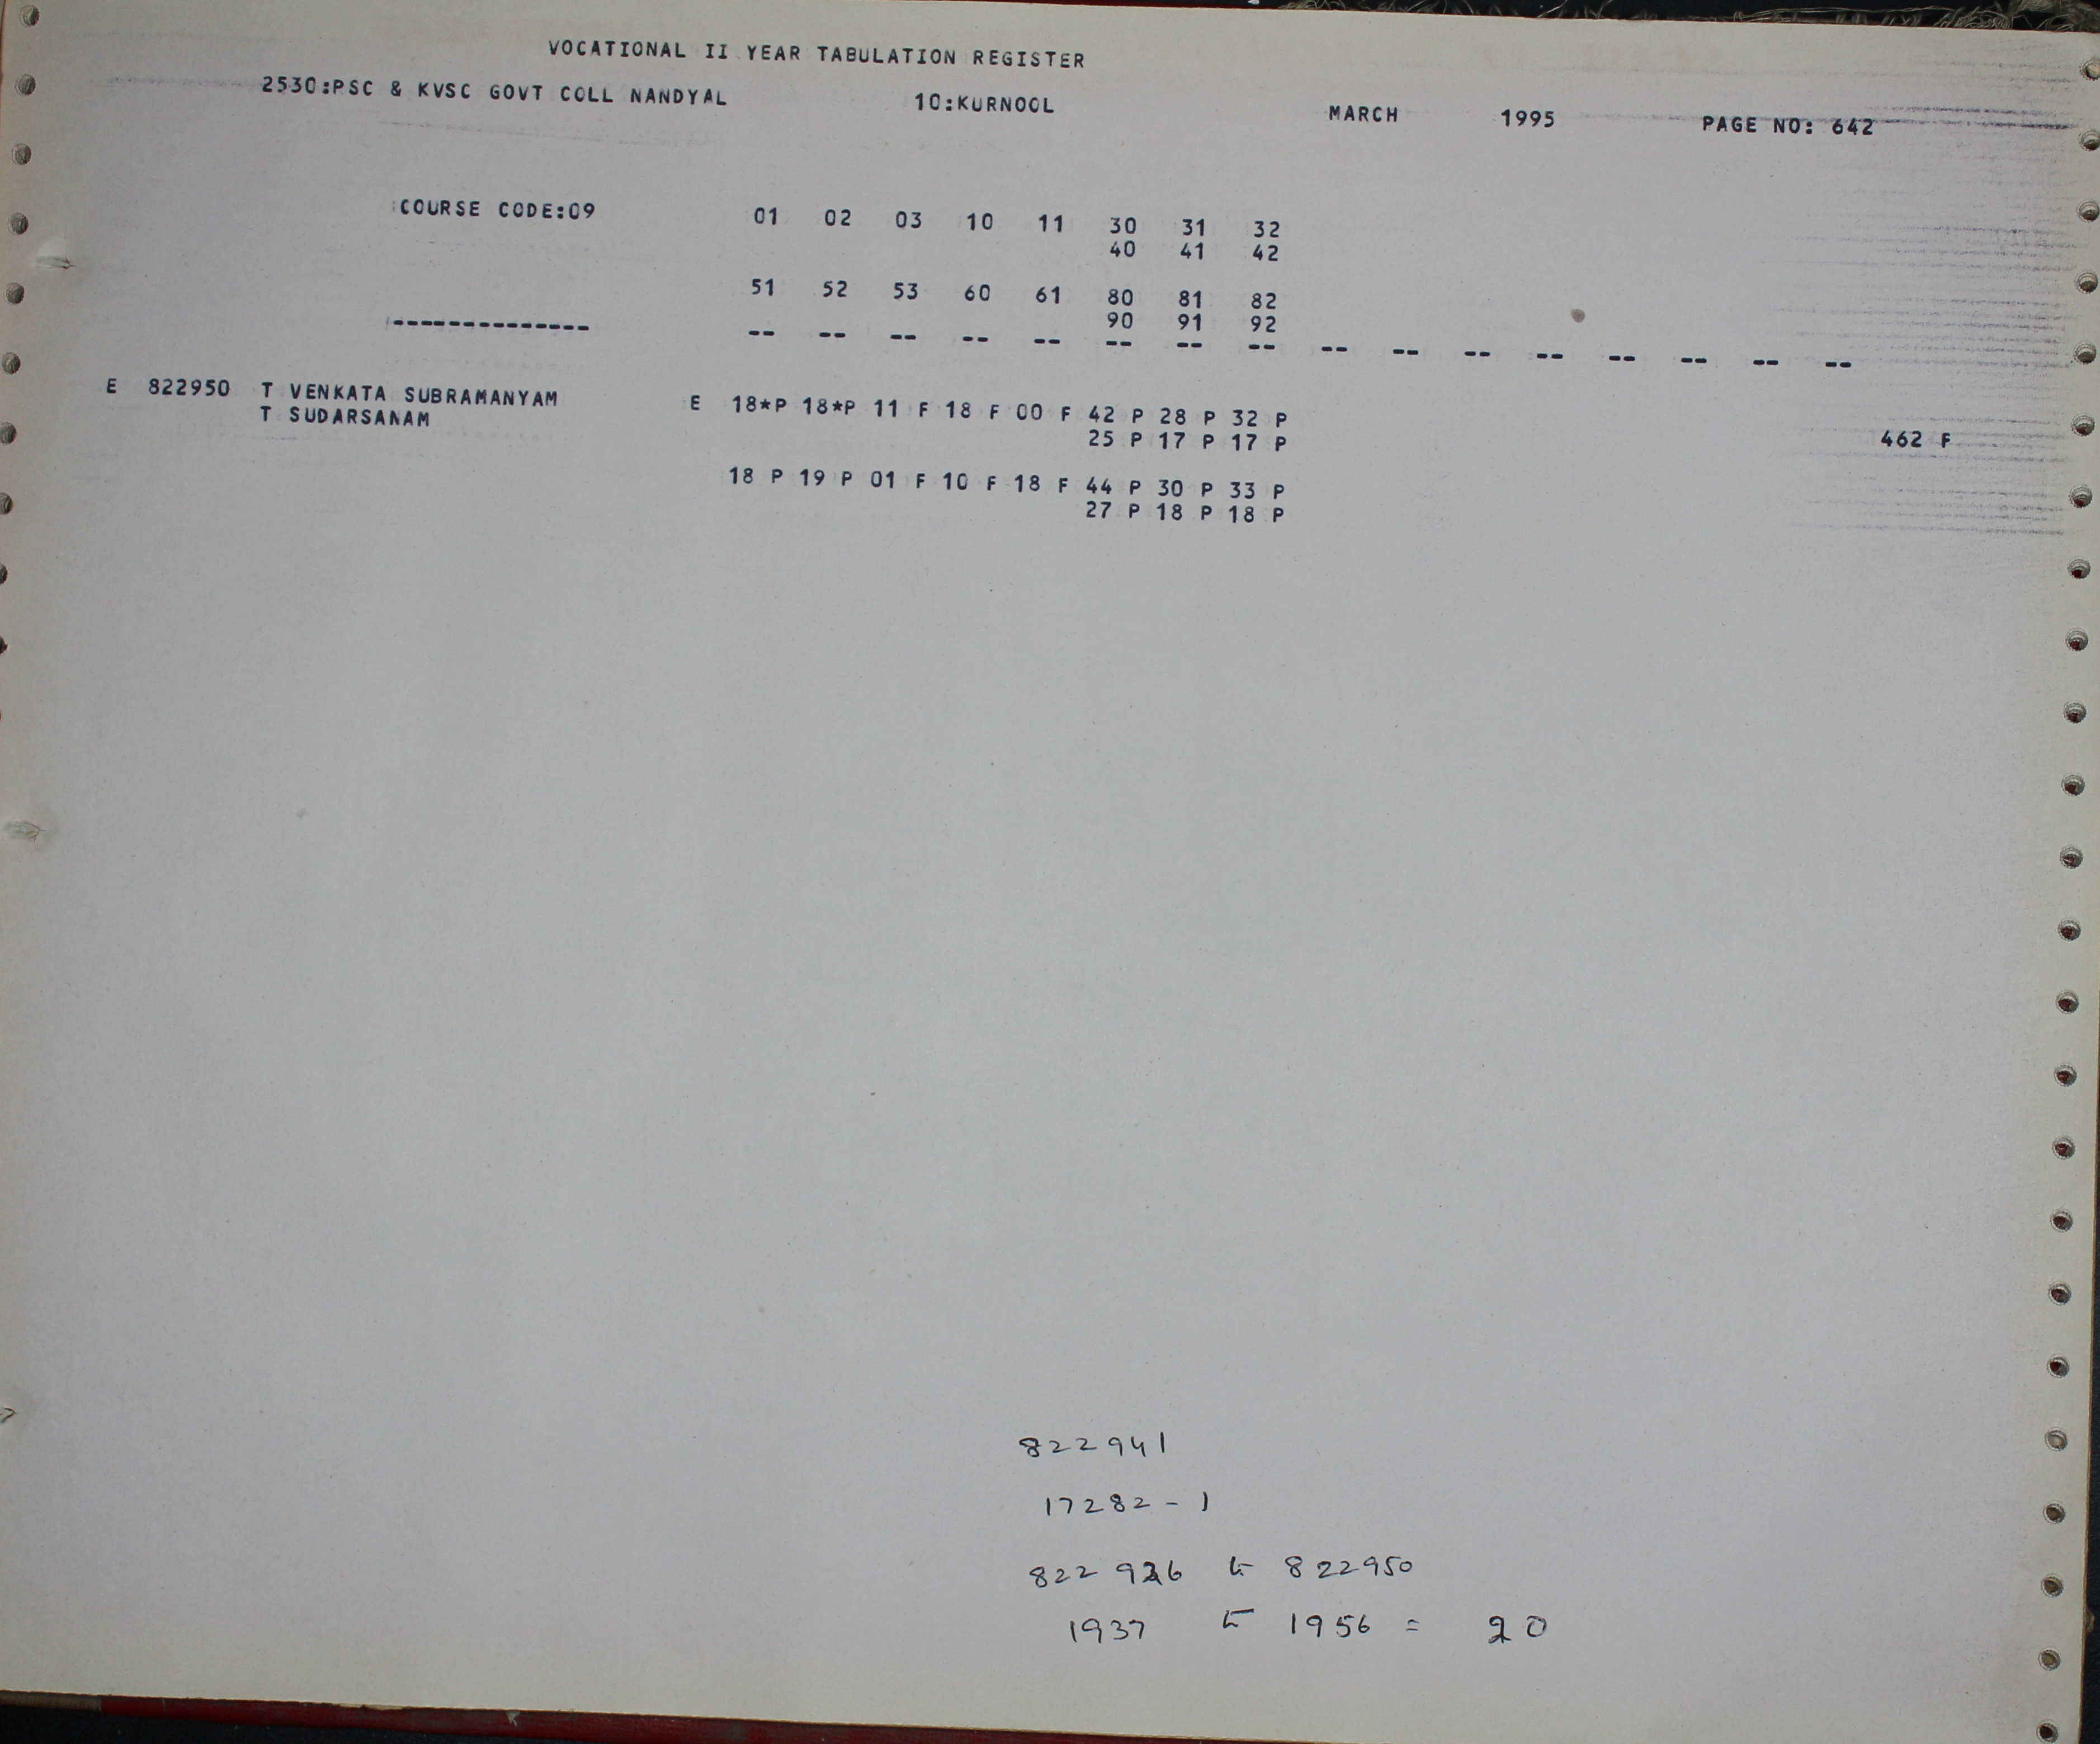 VOCATIONAL II YEAR TABULATION REGISTER
2530:PSC & KVSC GOVT COLL NANDYAL 10:KURNOOL MARCH 1995 PAGE NO: 642
COURSE CODE:09 01 02 03 10 11 30 31 32
40 41 42
51 52 53 60 61 80 81 82
90 91 92
-------------- -- -- -- -- -- -- -- -- -- -- -- -- -- -- -- --
E 822950 T VENKATA SUBRAMANYAM E 18*P 18*P 11 F 18 F 00 F 42 P 28 P 32 P
T SUDARSANAM 25 P 17 P 17 P 462 F
18 P 19 P 01 F 10 F 18 F 44 P 30 P 33 P
27 P 18 P 18 P
822941
17282 - 1
822 to 822950
1937 to 1956 = 20